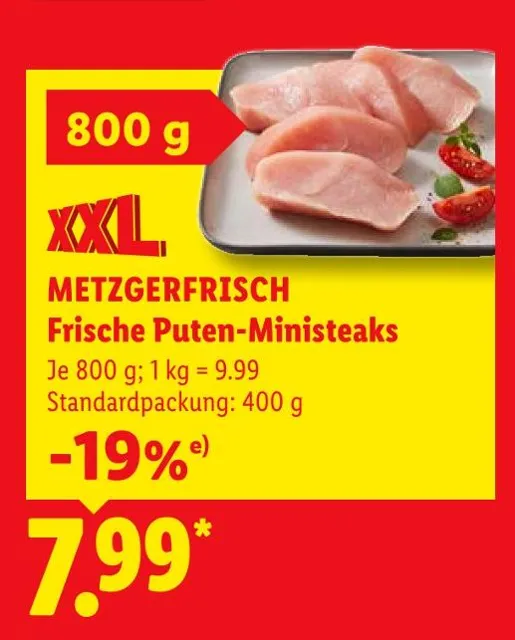 800 g
XXL
METZGERFRISCH
Frische Puten-Ministeaks
Je 800 g; 1 kg = 9.99
Standardpackung: 400 g
-19%e)
7.99*